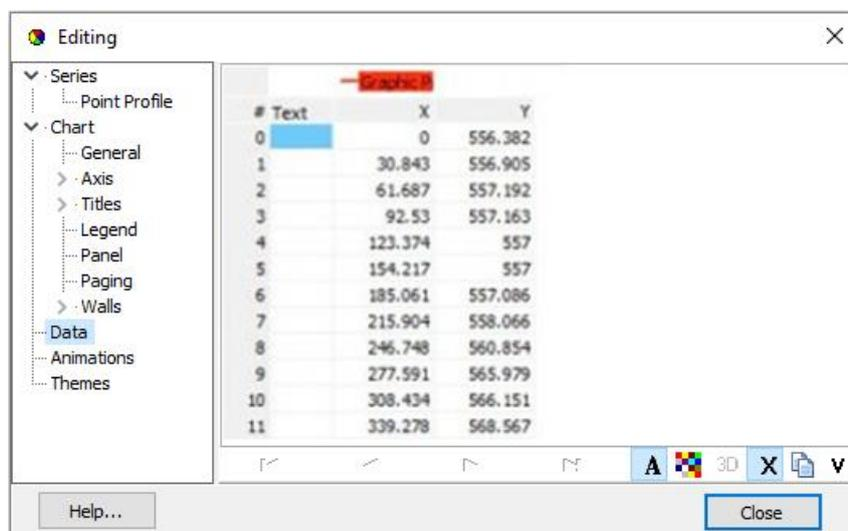 Editing
Series
Point Profile
Chart
General
Axis
Titles
Legend
Panel
Paging
Walls
Data
Animations
Themes
Graphic P
# Text X Y
0 0 556.382
1 30.843 556.905
2 61.687 557.192
3 92.53 557.163
4 123.374 557
5 154.217 557
6 185.061 557.086
7 215.904 558.066
8 246.748 560.854
9 277.591 565.979
10 308.434 566.151
11 339.278 568.567
A 3D X V
Help...
Close